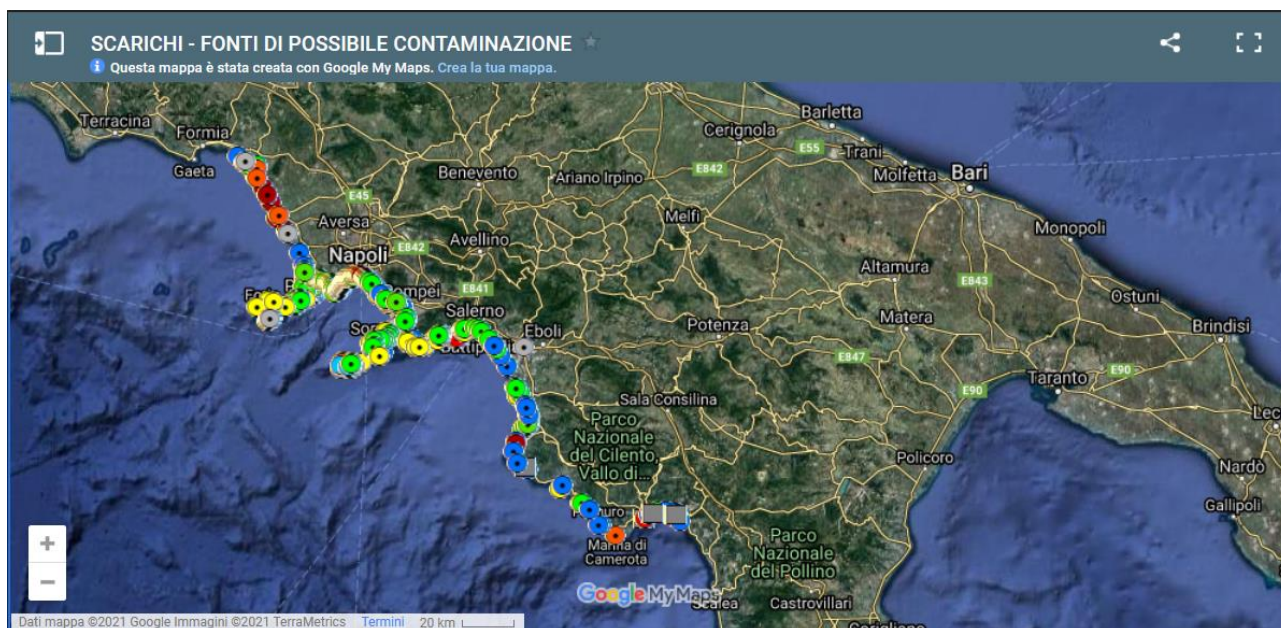 SCARICHI - FONTI DI POSSIBILE CONTAMINAZIONE
Questa mappa è stata creata con Google My Maps. Crea la tua mappa.
Barletta
Terracina
Formia
Cerignola
E55
Trani
Gaeta
Benevento
Ariano Irpino
E842
Molfetta
Bari
E45
Melfi
Aversa
Monopoli
Avellino
Napoli
E842
Altamura
E843
E841
Salerno
Ostuni
Matera
Potenza
Brindisi
Eboli
E847
E90
Taranto
E90
Sala Consilina
Parco
Nazionale
del Cilento,
Vallo di...
Policoro
Nardò
Gallipoli
Marina di
Camerota
Parco
Nazionale
del Pollino
Google My Maps
Castrovillari
Dati mappa ©2021 Google Immagini ©2021 TerraMetrics Termini 20 km